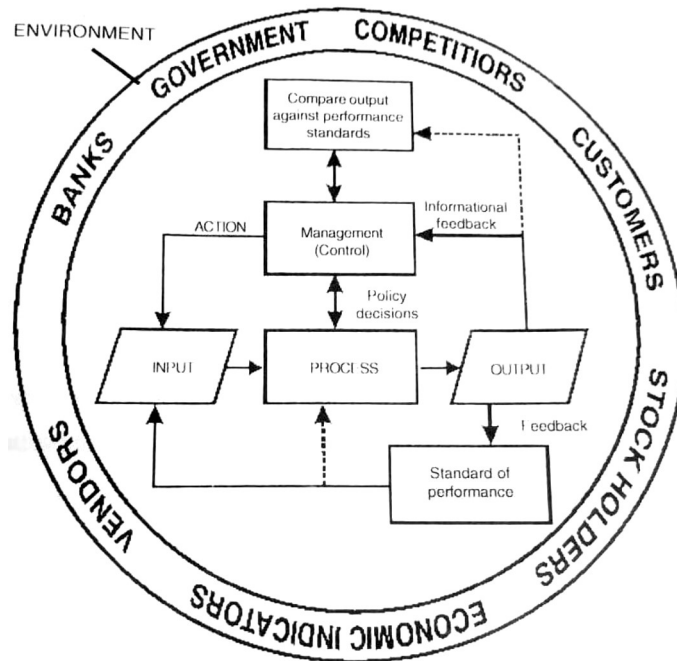 ENVIRONMENT
GOVERNMENT
COMPETITIORS
BANKS
CUSTOMERS
Compare output
against performance
standards
ACTION
Management
(Control)
Informational
feedback
Policy
decisions
INPUT
PROCESS
OUTPUT
Feedback
Standard of
performance
VENDORS
STOCK HOLDERS
ECONOMIC INDICATORS